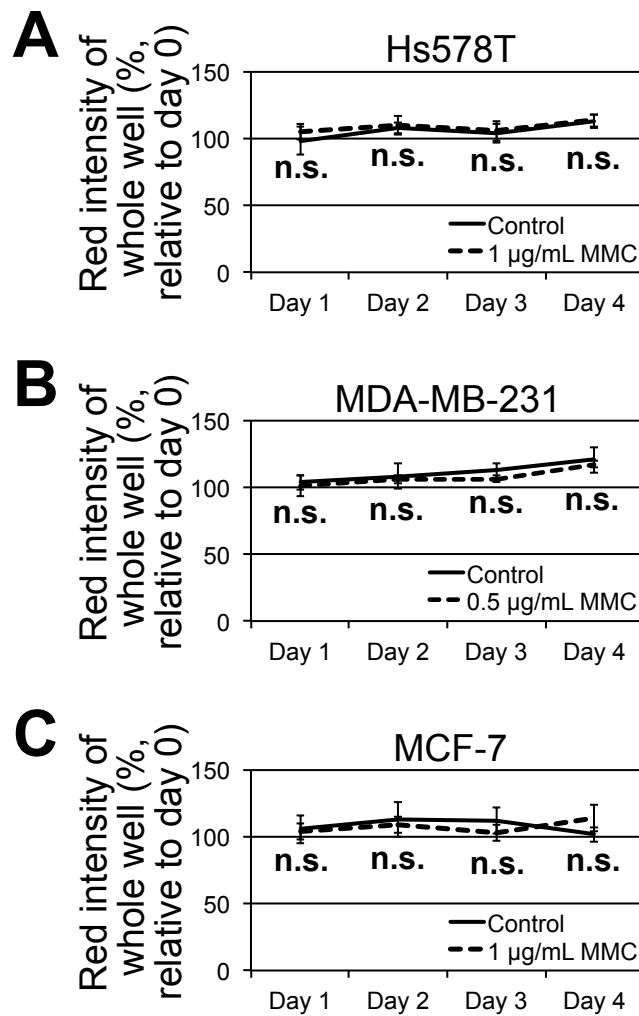 A
Hs578T
Red intensity of
whole well (%,
relative to day 0)
150
100
50
0
n.s.
n.s.
n.s.
n.s.
Control
1 µg/mL MMC
Day 1
Day 2
Day 3
Day 4
B
MDA-MB-231
Red intensity of
whole well (%,
relative to day 0)
150
100
50
0
n.s.
n.s.
n.s.
n.s.
Control
0.5 µg/mL MMC
Day 1
Day 2
Day 3
Day 4
C
MCF-7
Red intensity of
whole well (%,
relative to day 0)
150
100
50
0
n.s.
n.s.
n.s.
n.s.
Control
1 µg/mL MMC
Day 1
Day 2
Day 3
Day 4